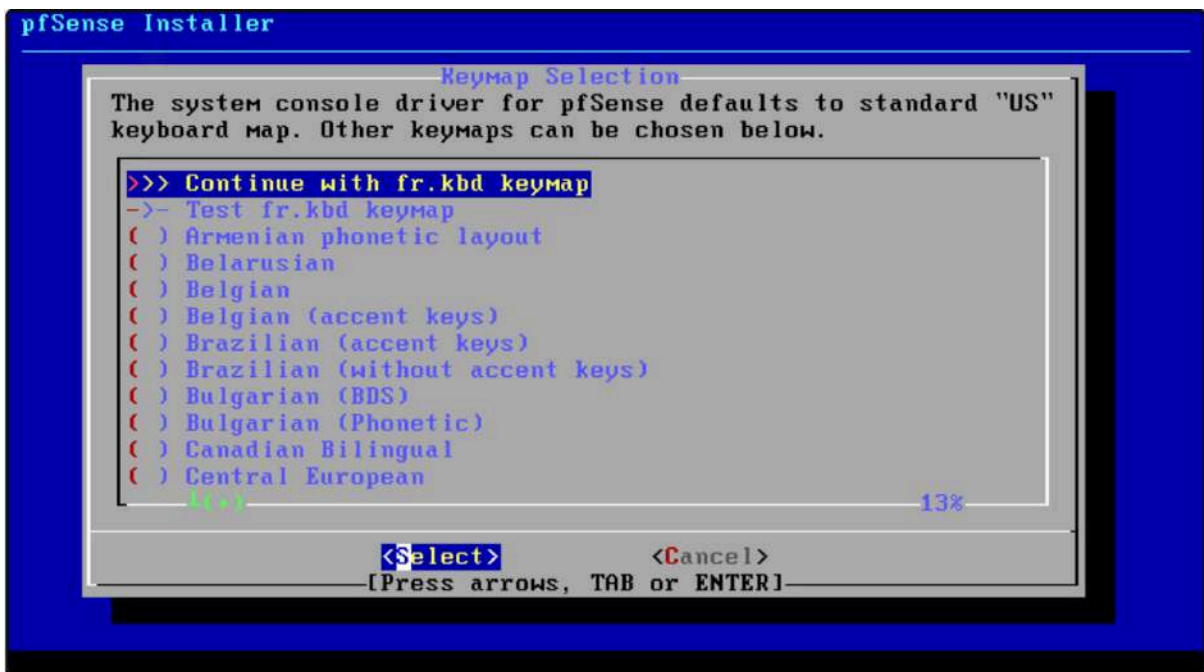 pfSense Installer
Keymap Selection
The system console driver for pfSense defaults to standard "US"
keyboard map. Other keymaps can be chosen below.
>>> Continue with fr.kbd keymap
->- Test fr.kbd keymap
( ) Armenian phonetic layout
( ) Belarusian
( ) Belgian
( ) Belgian (accent keys)
( ) Brazilian (accent keys)
( ) Brazilian (without accent keys)
( ) Bulgarian (BDS)
( ) Bulgarian (Phonetic)
( ) Canadian Bilingual
( ) Central European
┴(+) 13%
<Select> <Cancel>
[Press arrows, TAB or ENTER]